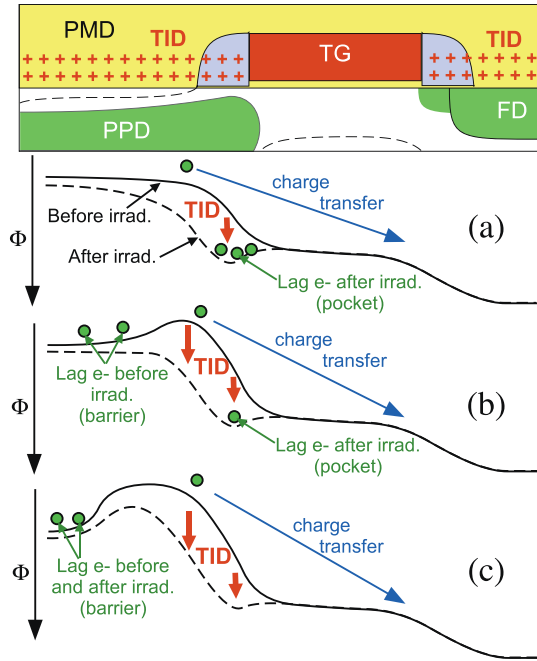 PMD
TID
TG
TID
PPD
FD
Φ
Before irrad.
After irrad.
TID
charge
transfer
Lag e- after irrad.
(pocket)
(a)
Φ
Lag e- before
irrad.
(barrier)
TID
charge
transfer
Lag e- after irrad.
(pocket)
(b)
Φ
Lag e- before
and after irrad.
(barrier)
TID
charge
transfer
(c)